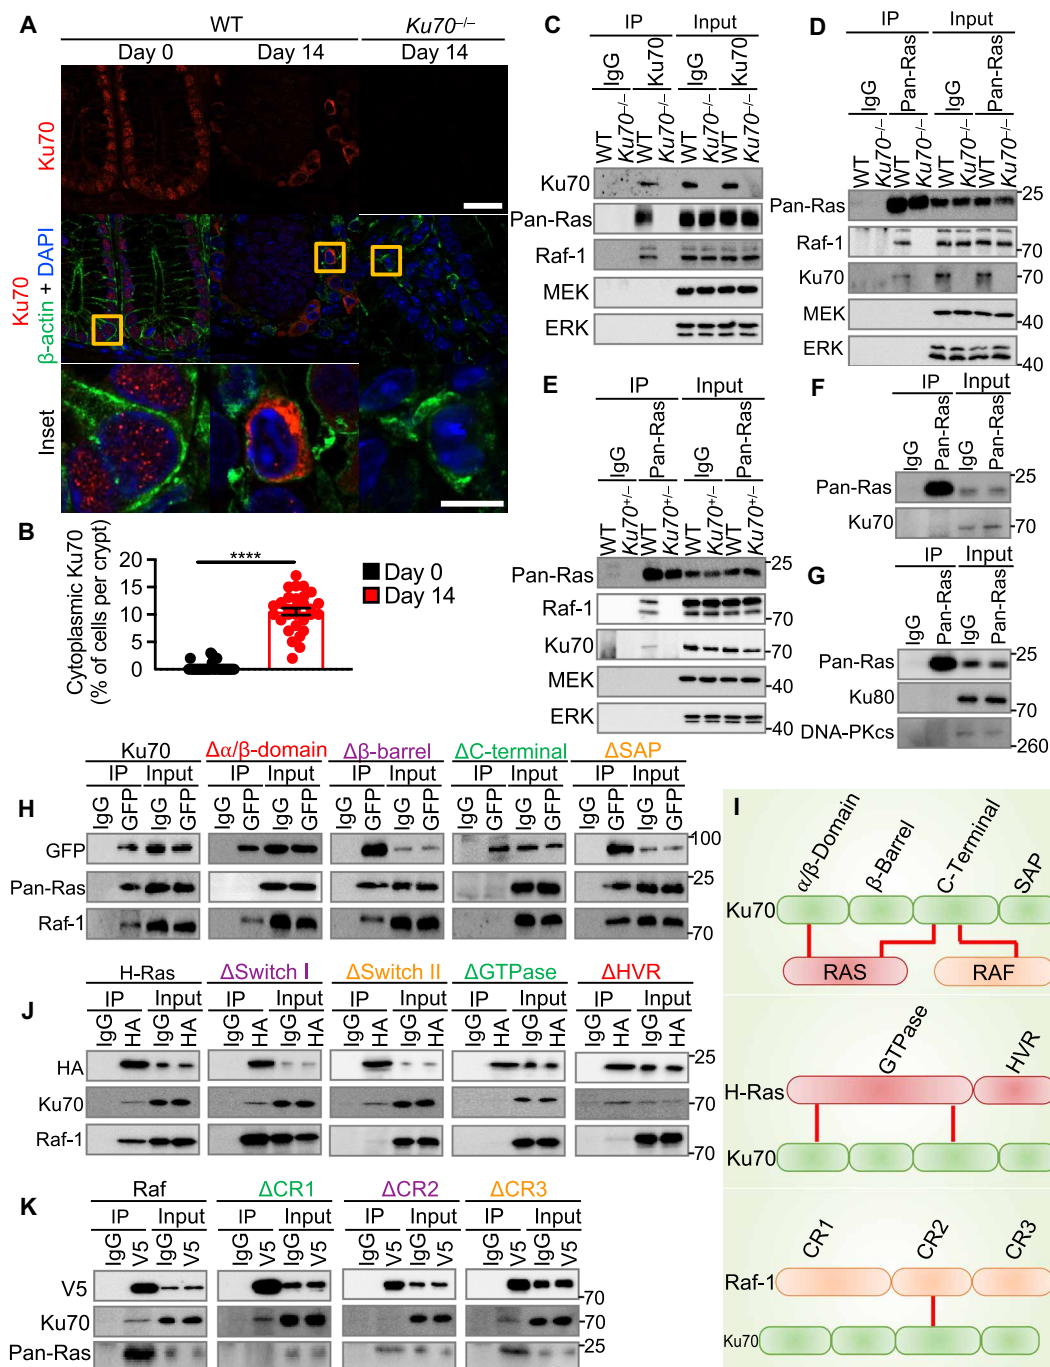 A
WT
Ku70–/–
Day 0
Day 14
Day 14
Ku70
Ku70
β-actin + DAPI
Inset
B
Cytoplasmic Ku70
(% of cells per crypt)
20
15
10
5
0
****
Day 0
Day 14
C
IP
Input
IgG
Ku70
IgG
Ku70
WT
Ku70–/–
WT
Ku70–/–
WT
Ku70–/–
WT
Ku70–/–
Ku70
Pan-Ras
Raf-1
MEK
ERK
D
IP
Input
IgG
Pan-Ras
IgG
Pan-Ras
WT
Ku70–/–
WT
Ku70–/–
WT
Ku70–/–
WT
Ku70–/–
Pan-Ras
25
Raf-1
70
Ku70
70
MEK
40
ERK
40
E
IP
Input
IgG
Pan-Ras
IgG
Pan-Ras
WT
Ku70+/–
WT
Ku70+/–
WT
Ku70+/–
WT
Ku70+/–
Pan-Ras
25
Raf-1
70
Ku70
70
MEK
40
ERK
40
F
IP
Input
IgG
Pan-Ras
IgG
Pan-Ras
Pan-Ras
25
Ku70
70
G
IP
Input
IgG
Pan-Ras
IgG
Pan-Ras
Pan-Ras
25
Ku80
70
DNA-PKcs
260
H
Ku70
Δα/β-domain
Δβ-barrel
ΔC-terminal
ΔSAP
IP Input IP Input IP Input IP Input IP Input
IgG GFP IgG GFP IgG GFP IgG GFP IgG GFP IgG GFP IgG GFP IgG GFP IgG GFP IgG GFP
GFP
100
Pan-Ras
25
Raf-1
70
I
α/β-Domain
β-Barrel
C-Terminal
SAP
Ku70
RAS
RAF
GTPase
HVR
H-Ras
Ku70
CR1
CR2
CR3
Raf-1
Ku70
J
H-Ras
ΔSwitch I
ΔSwitch II
ΔGTPase
ΔHVR
IP Input IP Input IP Input IP Input IP Input
IgG HA IgG HA IgG HA IgG HA IgG HA IgG HA IgG HA IgG HA IgG HA IgG HA
HA
25
Ku70
70
Raf-1
70
K
Raf
ΔCR1
ΔCR2
ΔCR3
IP Input IP Input IP Input IP Input
IgG V5 IgG V5 IgG V5 IgG V5 IgG V5 IgG V5 IgG V5 IgG V5
V5
70
Ku70
70
Pan-Ras
25